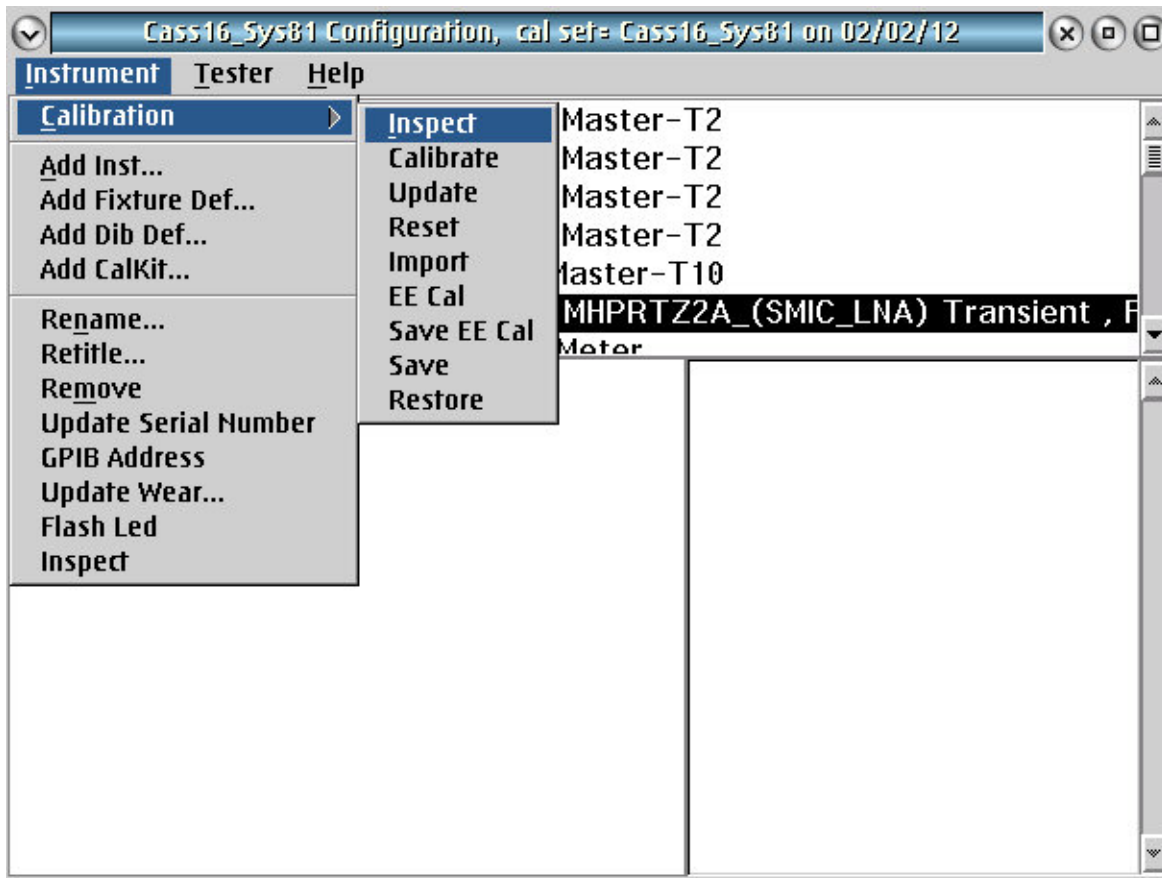 Cass16_Sys81 Configuration, cal set= Cass16_Sys81 on 02/02/12
Instrument Tester Help
Calibration
Add Inst...
Add Fixture Def...
Add Dib Def...
Add CalKit...
Rename...
Retitle...
Remove
Update Serial Number
GPIB Address
Update Wear...
Flash Led
Inspect
Inspect
Calibrate
Update
Reset
Import
EE Cal
Save EE Cal
Save
Restore
Master-T2
Master-T2
Master-T2
Master-T2
Master-T10
MHPRTZ2A_(SMIC_LNA) Transient , F
Meter